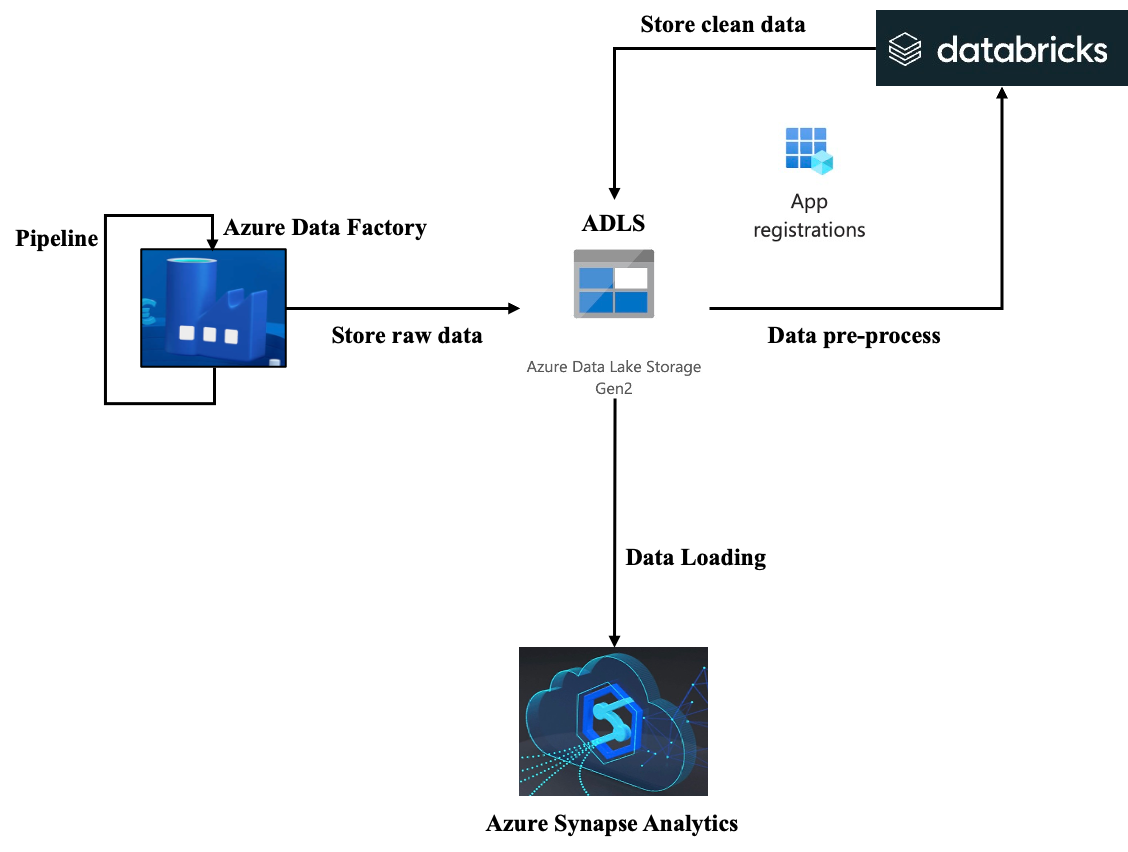 Store clean data
databricks
App
registrations
ADLS
Pipeline
Azure Data Factory
Store raw data
Data pre-process
Azure Data Lake Storage
Gen2
Data Loading
Azure Synapse Analytics